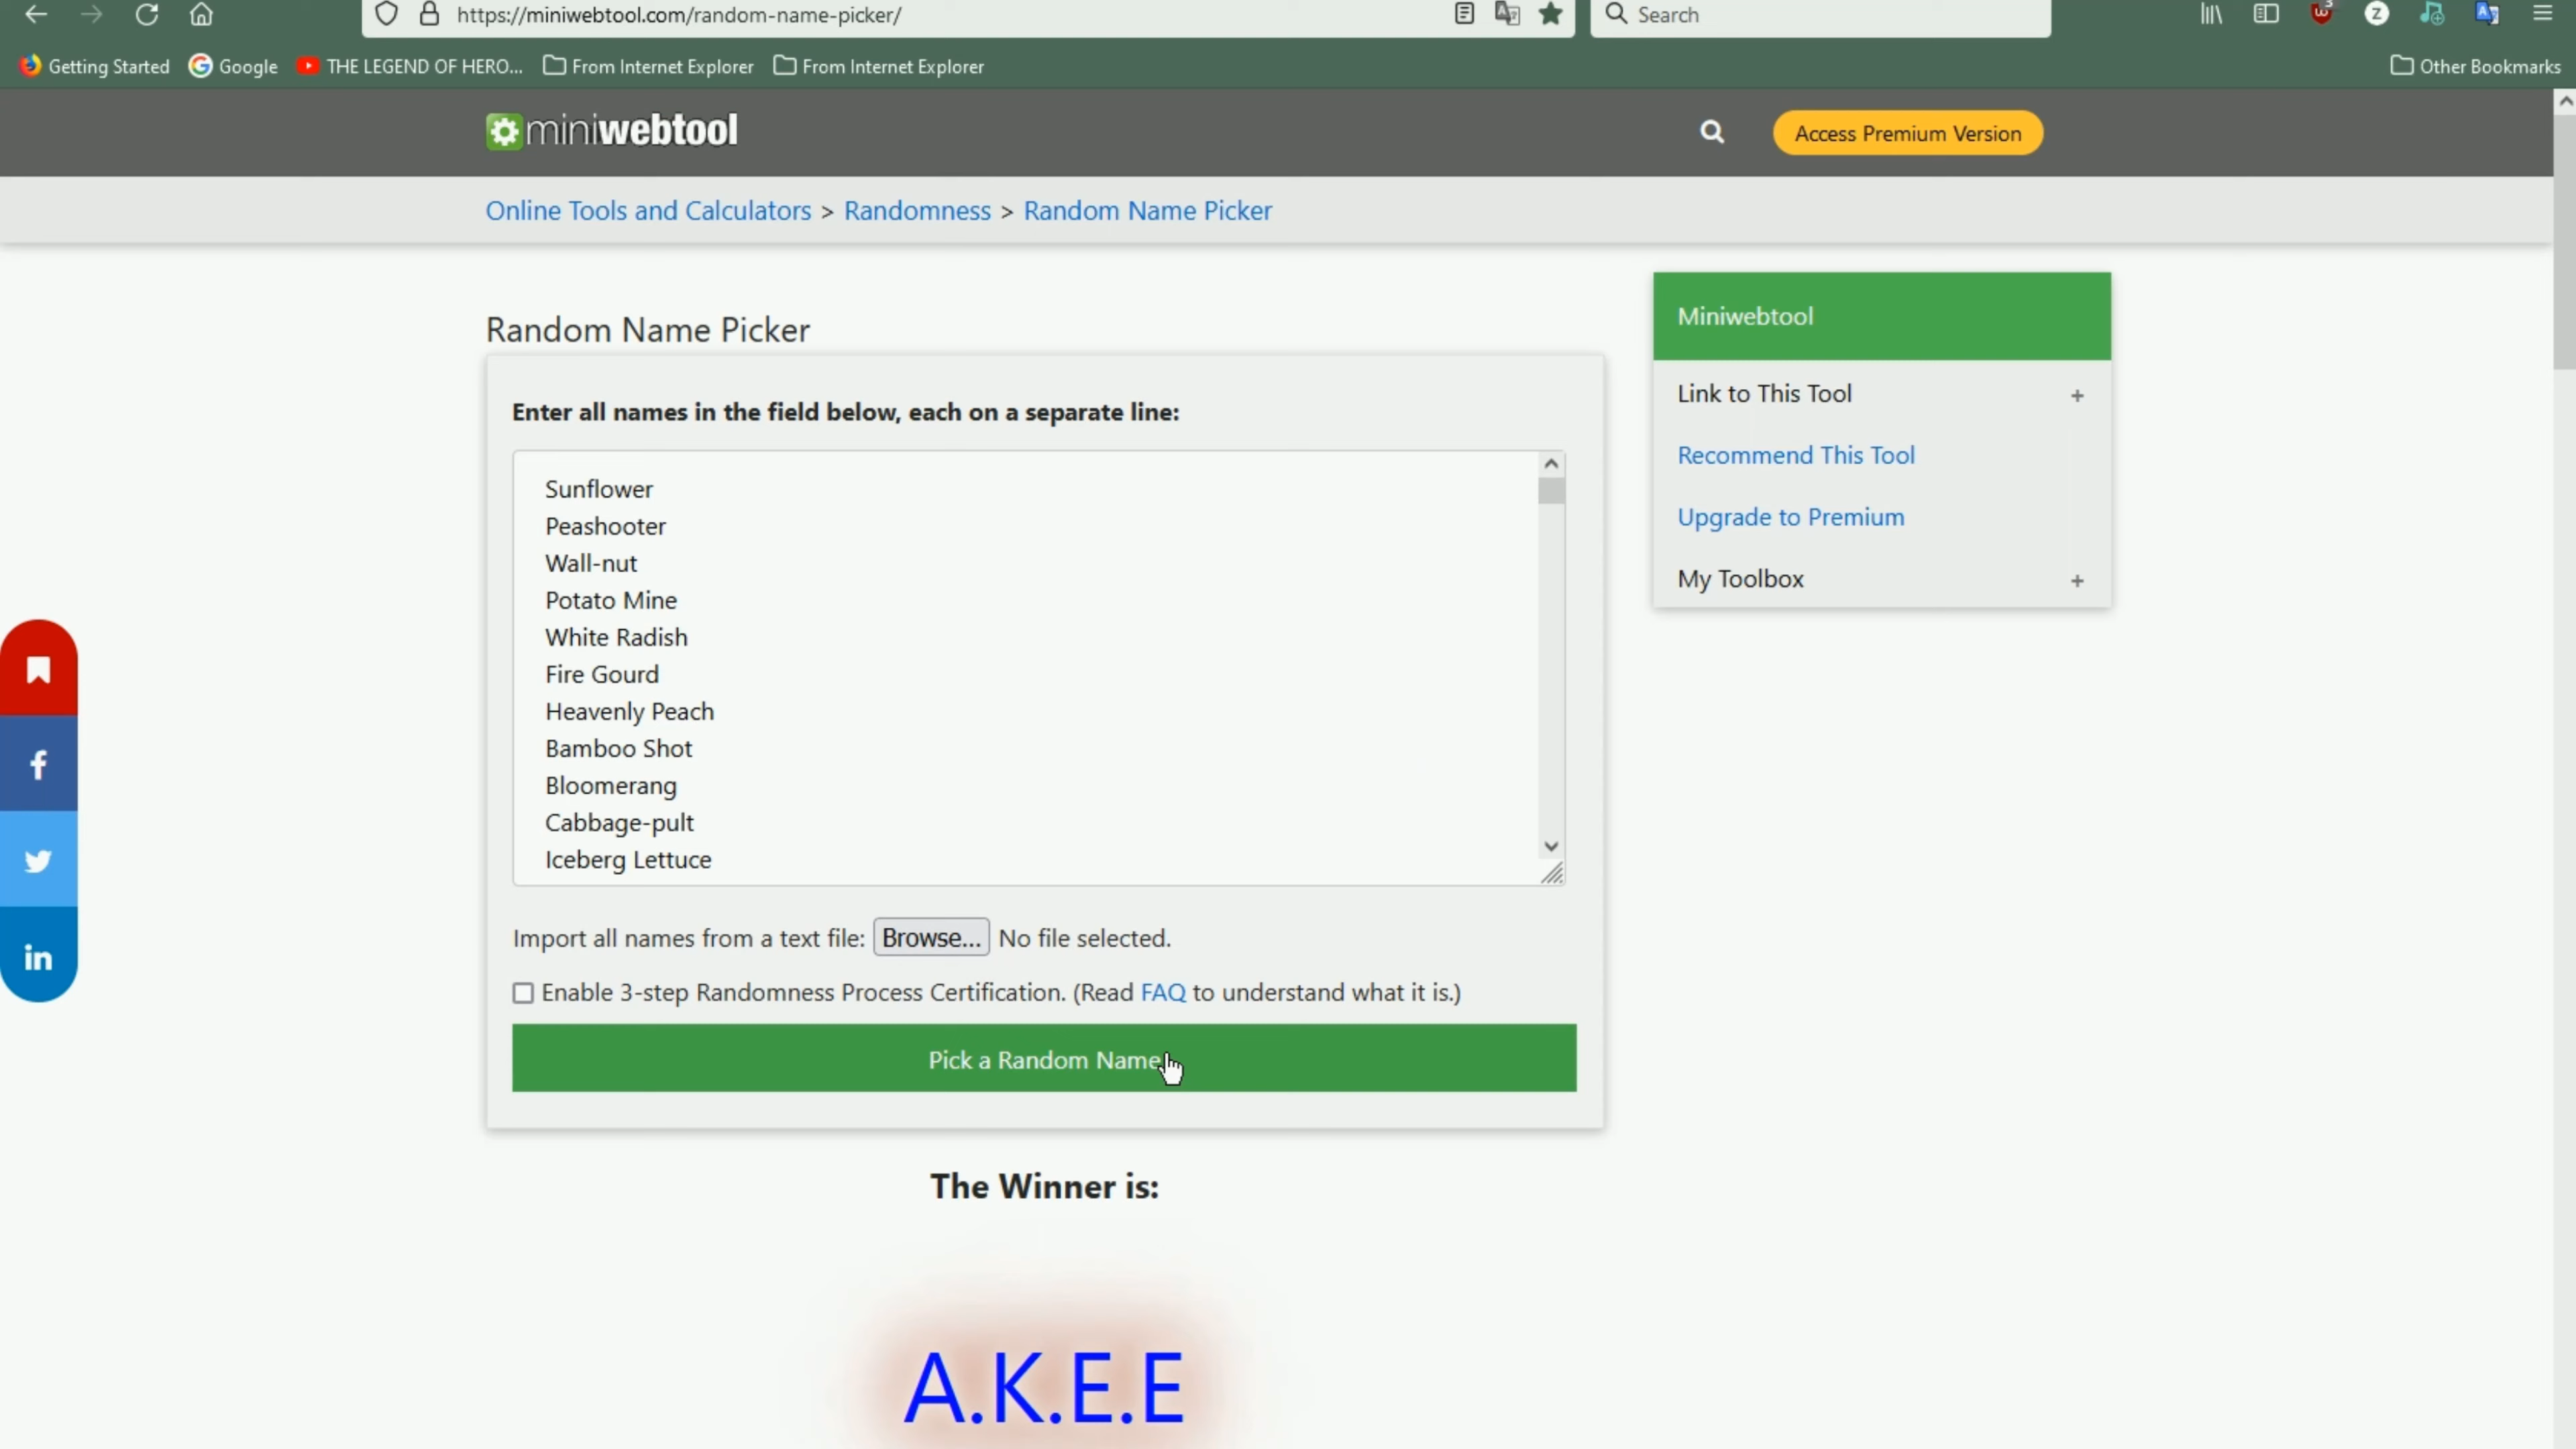 https://miniwebtool.com/random-name-picker/
Search
3
Z
Getting Started
Google
THE LEGEND OF HERO...
From Internet Explorer
From Internet Explorer
Other Bookmarks
miniwebtool
Access Premium Version
Online Tools and Calculators > Randomness > Random Name Picker
Random Name Picker
Enter all names in the field below, each on a separate line:
Sunflower
Peashooter
Wall-nut
Potato Mine
White Radish
Fire Gourd
Heavenly Peach
Bamboo Shot
Bloomerang
Cabbage-pult
Iceberg Lettuce
Import all names from a text file: Browse... No file selected.
Enable 3-step Randomness Process Certification. (Read FAQ to understand what it is.)
Pick a Random Name
The Winner is:
A.K.E.E
Miniwebtool
Link to This Tool +
Recommend This Tool
Upgrade to Premium
My Toolbox +
f
in